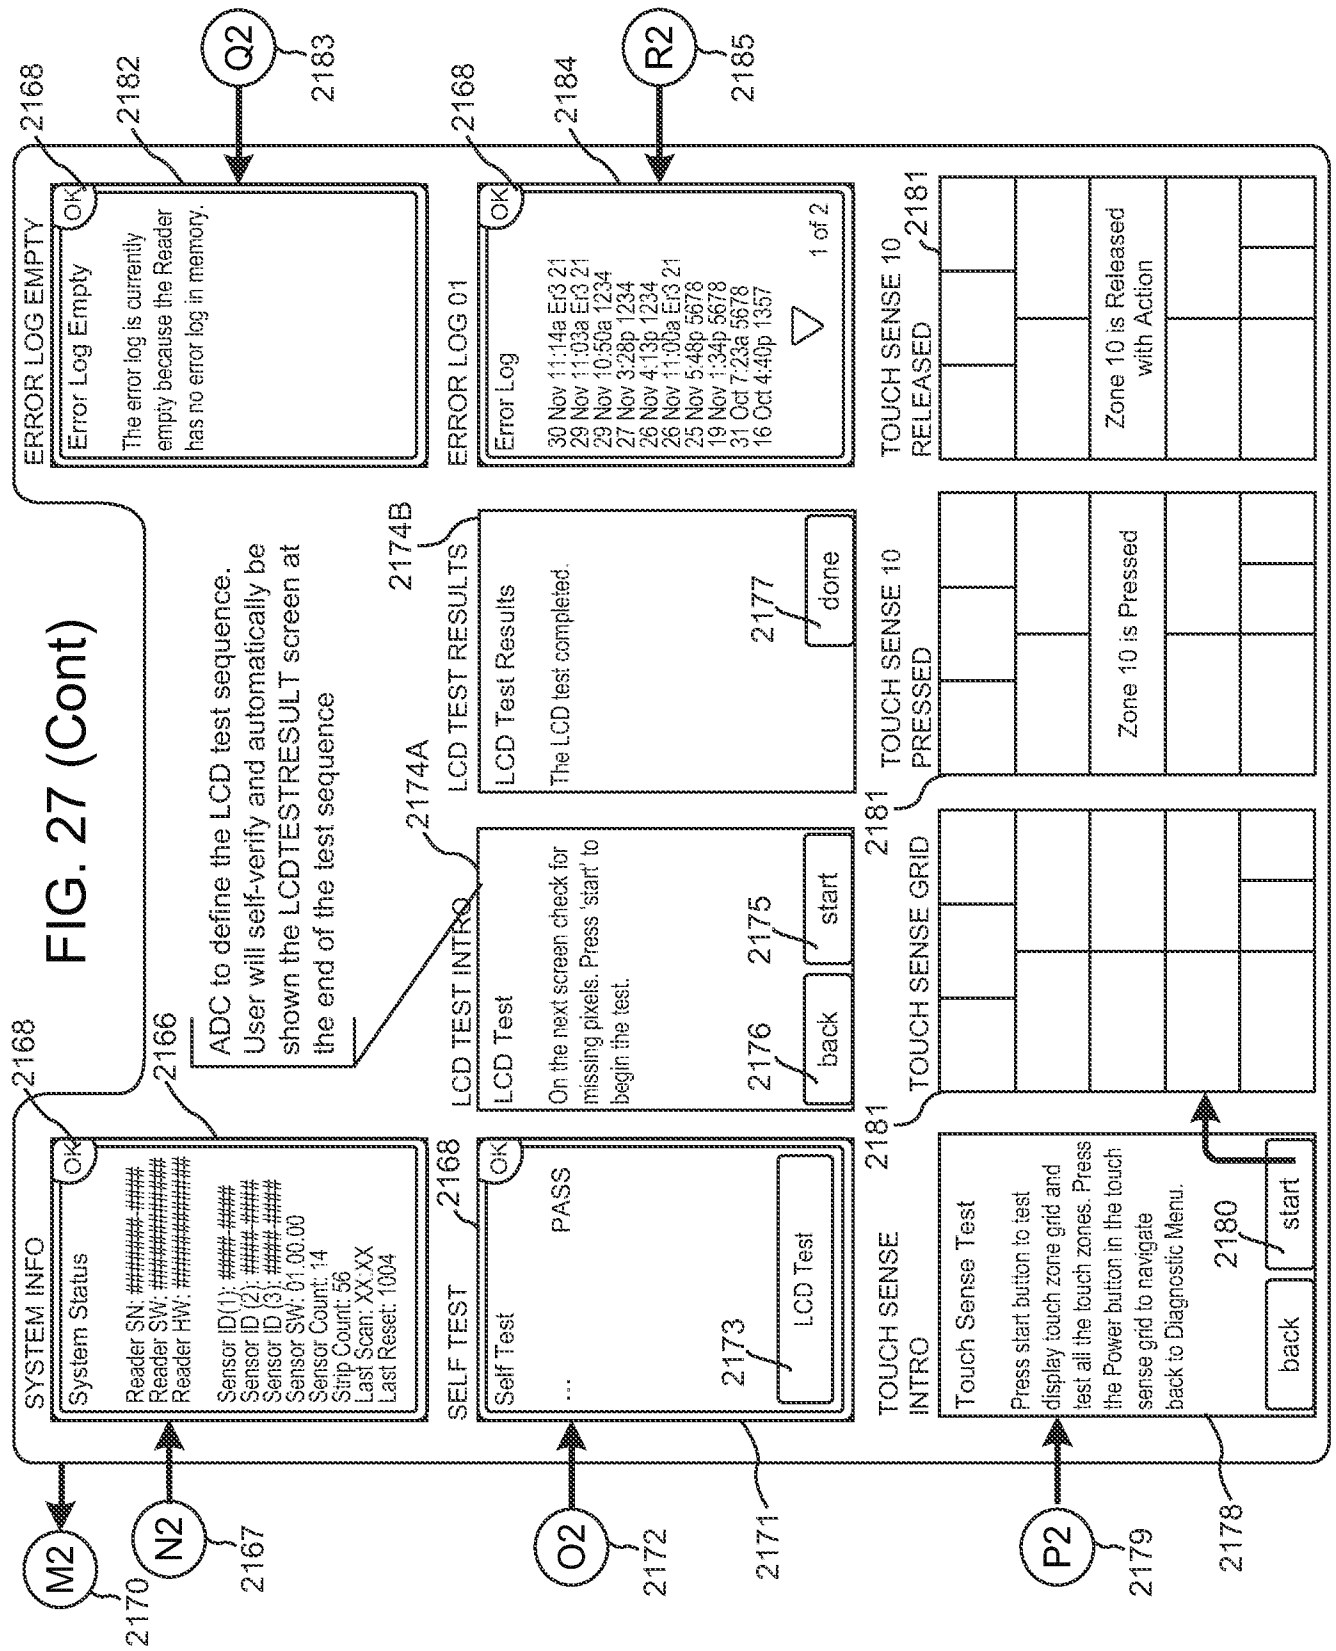 FIG. 27 (Cont)
M2
2170
N2
2167
SYSTEM INFO
2168
2166
System Status
OK
Reader SN: ########-#####
Reader SW: ##############
Reader HW: ##############
Sensor ID(1): ####-####
Sensor ID (2): ####-####
Sensor ID (3): ####-####
Sensor SW: 01.00.00
Sensor Count: 14
Strip Count: 56
Last Scan: XX:XX
Last Reset: 1004
ADC to define the LCD test sequence.
User will self-verify and automatically be
shown the LCDTESTRESULT screen at
the end of the test sequence
ERROR LOG EMPTY
2168
2182
Error Log Empty
OK
The error log is currently
empty because the Reader
has no error log in memory.
Q2
2183
O2
2172
2171
SELF TEST
2168
Self Test
OK
...
PASS
2173
LCD Test
LCD TEST INTRO
2174A
LCD Test
On the next screen check for
missing pixels. Press 'start' to
begin the test.
2176
2175
back
start
LCD TEST RESULTS
2174B
LCD Test Results
The LCD test completed.
2177
done
ERROR LOG 01
2168
2184
Error Log
OK
30 Nov 11:14a Er3 21
29 Nov 11:03a Er3 21
29 Nov 10:50a 1234
27 Nov 3:28p 1234
26 Nov 4:13p 1234
26 Nov 11:00a Er3 21
25 Nov 5:48p 5678
19 Nov 1:34p 5678
31 Oct 7:23a 5678
16 Oct 4:40p 1357
1 of 2
R2
2185
P2
2179
2178
TOUCH SENSE
INTRO
Touch Sense Test
Press start button to test
display touch zone grid and
test all the touch zones. Press
the Power button in the touch
sense grid to navigate
back to Diagnostic Menu.
2180
back
start
2181
TOUCH SENSE GRID
2181
TOUCH SENSE 10
PRESSED
Zone 10 is Pressed
TOUCH SENSE 10
RELEASED
2181
Zone 10 is Released
with Action